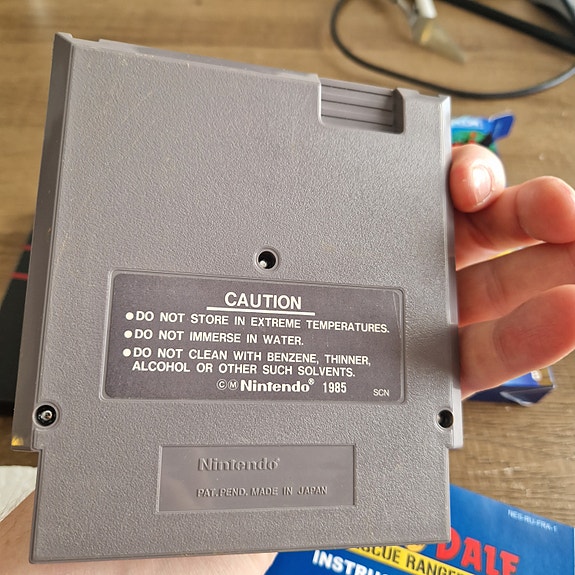 CAUTION
●DO NOT STORE IN EXTREME TEMPERATURES.
●DO NOT IMMERSE IN WATER.
●DO NOT CLEAN WITH BENZENE, THINNER,
ALCOHOL OR OTHER SUCH SOLVENTS.
©Ⓜ Nintendo® 1985
SCN
Nintendo®
PAT. PEND. MADE IN JAPAN
NES-RU-FRA-1
DALE
RANGE
INSTRU